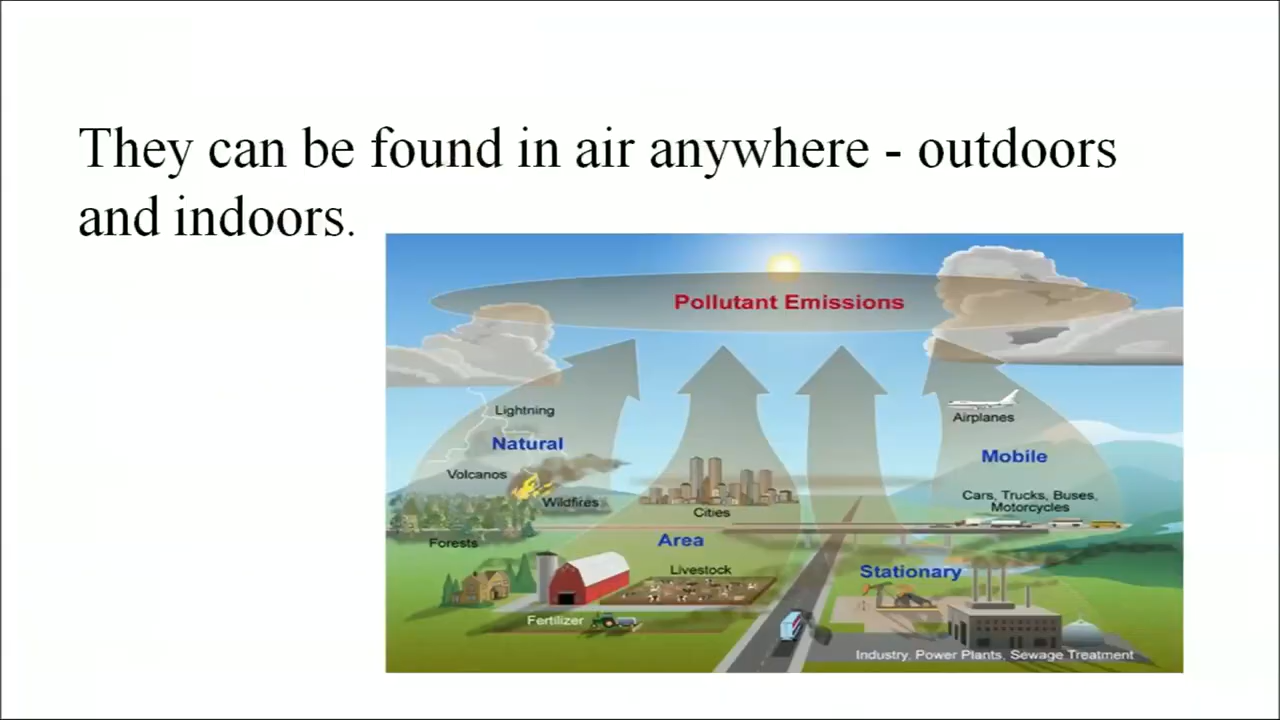 They can be found in air anywhere - outdoors
and indoors.
Pollutant Emissions
Lightning
Natural
Volcanos
Wildfires
Forests
Cities
Area
Livestock
Fertilizer
Airplanes
Mobile
Cars, Trucks, Buses,
Motorcycles
Stationary
Industry, Power Plants, Sewage Treatment